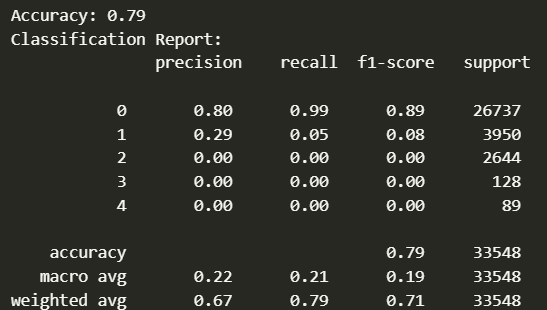 Accuracy: 0.79
Classification Report:
precision recall f1-score support
0 0.80 0.99 0.89 26737
1 0.29 0.05 0.08 3950
2 0.00 0.00 0.00 2644
3 0.00 0.00 0.00 128
4 0.00 0.00 0.00 89
accuracy 0.79 33548
macro avg 0.22 0.21 0.19 33548
weighted avg 0.67 0.79 0.71 33548